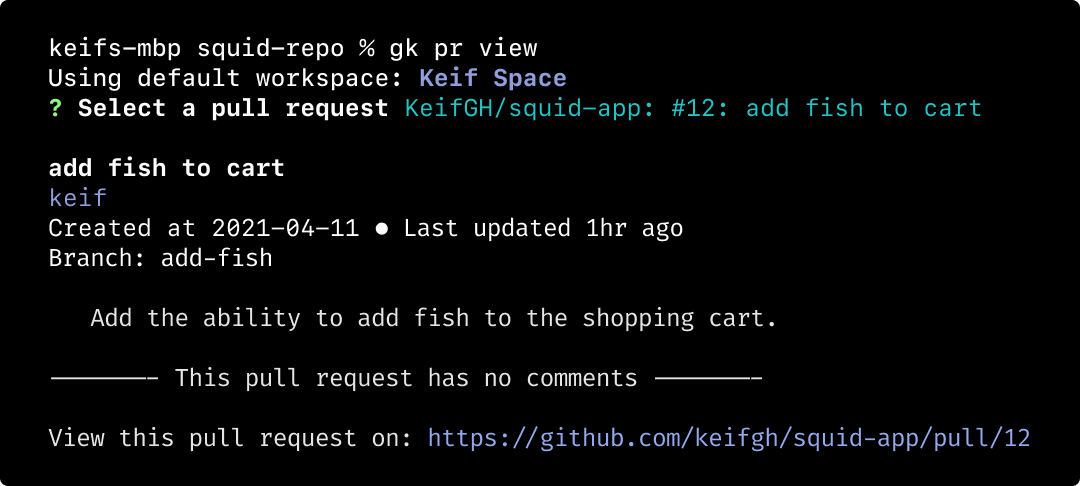 keifs-mbp squid-repo % gk pr view
Using default workspace: Keif Space
? Select a pull request KeifGH/squid-app: #12: add fish to cart
add fish to cart
keif
Created at 2021-04-11 ● Last updated 1hr ago
Branch: add-fish
Add the ability to add fish to the shopping cart.
——————— This pull request has no comments ———————
View this pull request on: https://github.com/keifgh/squid-app/pull/12